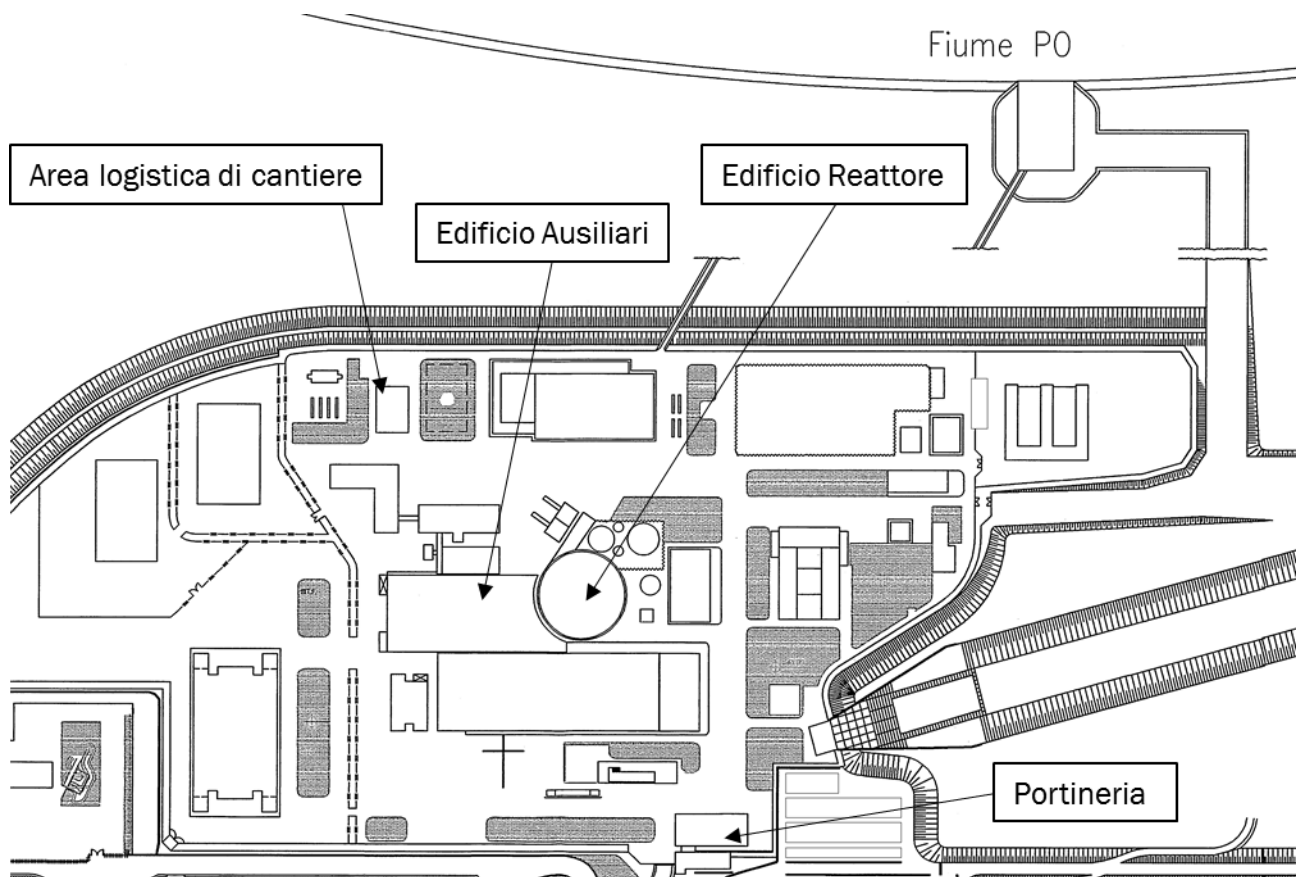 Fiume PO
Area logistica di cantiere
Edificio Reattore
Edificio Ausiliari
Portineria